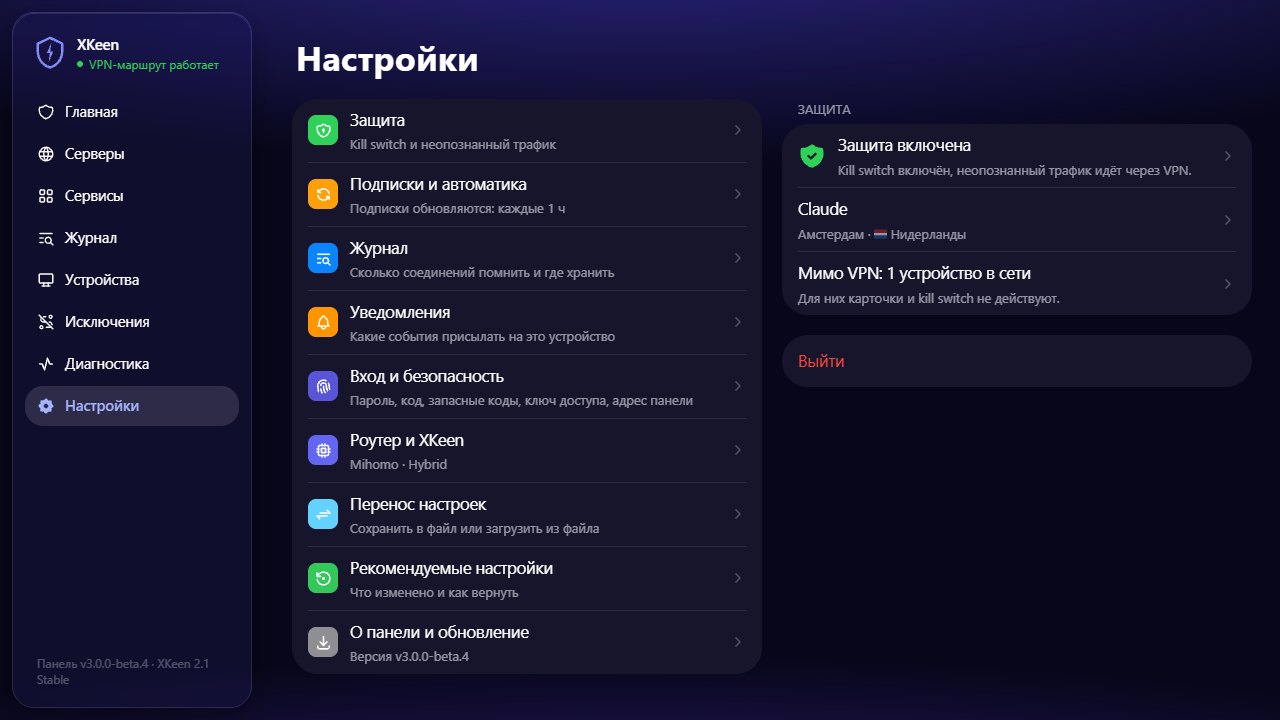 XKeen
VPN-маршрут работает
Главная
Серверы
Сервисы
Журнал
Устройства
Исключения
Диагностика
Настройки
Панель v3.0.0-beta.4 · XKeen 2.1
Stable
Настройки
Защита
Kill switch и неопознанный трафик
Подписки и автоматика
Подписки обновляются: каждые 1 ч
Журнал
Сколько соединений помнить и где хранить
Уведомления
Какие события присылать на это устройство
Вход и безопасность
Пароль, код, запасные коды, ключ доступа, адрес панели
Роутер и XKeen
Mihomo · Hybrid
Перенос настроек
Сохранить в файл или загрузить из файла
Рекомендуемые настройки
Что изменено и как вернуть
О панели и обновление
Версия v3.0.0-beta.4
ЗАЩИТА
Защита включена
Kill switch включён, неопознанный трафик идёт через VPN.
Claude
Амстердам · Нидерланды
Мимо VPN: 1 устройство в сети
Для них карточки и kill switch не действуют.
Выйти